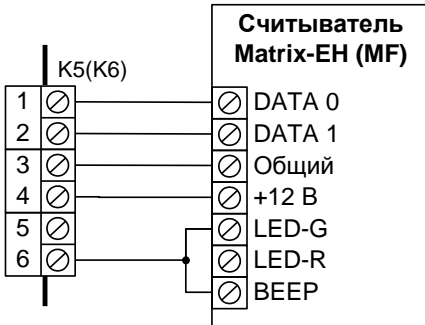 Считыватель
Matrix-EH (MF)
K5(K6)
1 DATA 0
2 DATA 1
3 Общий
4 +12 В
5 LED-G
6 LED-R
BEEP